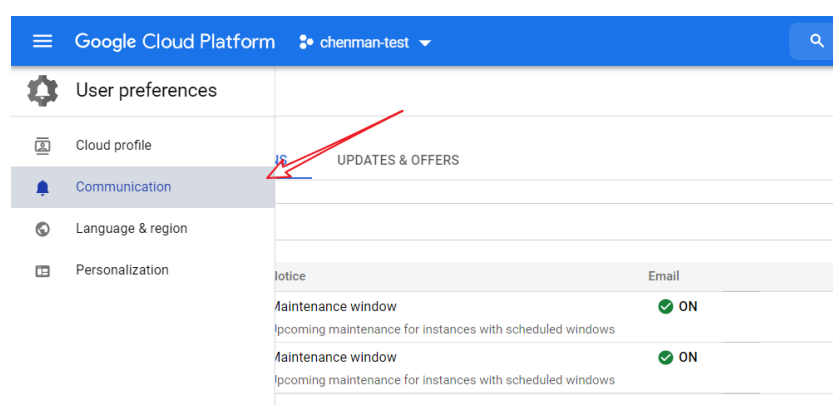 Google Cloud Platform chenman-test
User preferences
Cloud profile
UPDATES & OFFERS
Communication
Language & region
Personalization
Email
Maintenance window ON
Upcoming maintenance for instances with scheduled windows
Maintenance window ON
Upcoming maintenance for instances with scheduled windows